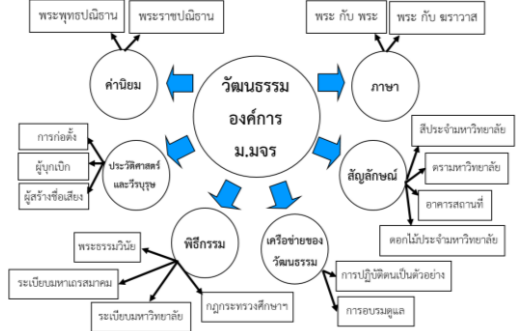 พระพุทธปณิธาน
พระราชปณิธาน
พระ กับ พระ
พระ กับ ฆราวาส
ค่านิยม
วัฒนธรรม
องค์การ
ม.มจร
ภาษา
การก่อตั้ง
ผู้บุกเบิก
ผู้สร้างชื่อเสียง
ประวัติศาสตร์
และวีรบุรุษ
สัญลักษณ์
สีประจำมหาวิทยาลัย
ตรามหาวิทยาลัย
อาคารสถานที่
ดอกไม้ประจำมหาวิทยาลัย
พิธีกรรม
เครือข่ายของ
วัฒนธรรม
พระธรรมวินัย
ระเบียบมหาเถรสมาคม
ระเบียบมหาวิทยาลัย
กฎกระทรวงศึกษาฯ
การปฏิบัติตนเป็นตัวอย่าง
การอบรมดูแล